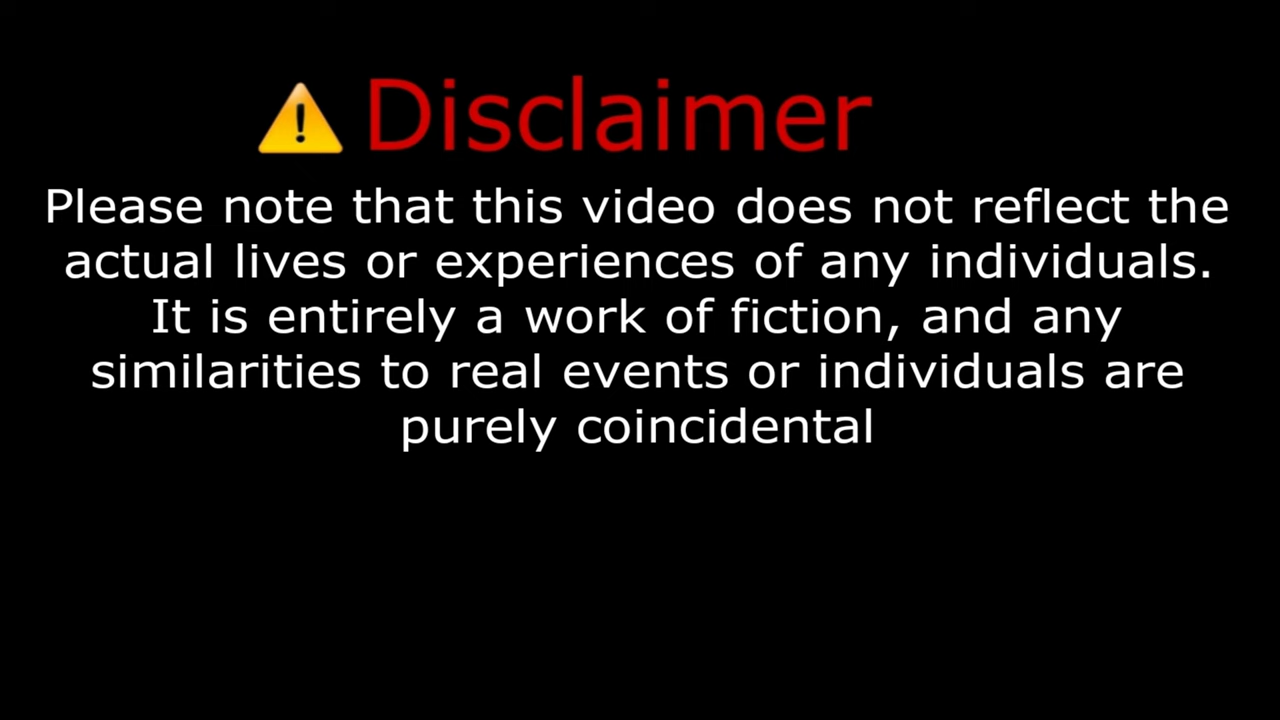 ⚠ Disclaimer
Please note that this video does not reflect the
actual lives or experiences of any individuals.
It is entirely a work of fiction, and any
similarities to real events or individuals are
purely coincidental